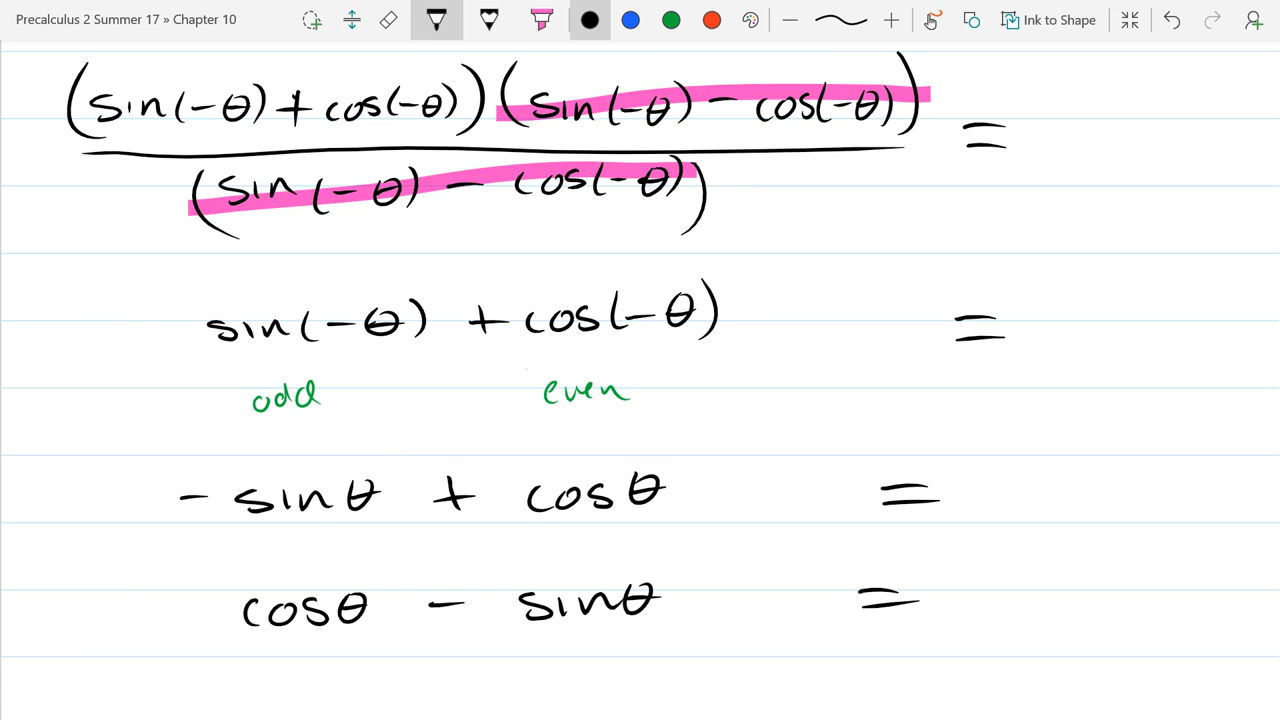 Precalculus 2 Summer 17 » Chapter 10
Ink to Shape
(sin(-θ) + cos(-θ)) (sin(-θ) - cos(-θ)) =
(sin(-θ) - cos(-θ))
sin(-θ) + cos(-θ) =
odd even
- sinθ + cosθ =
cosθ - sinθ =